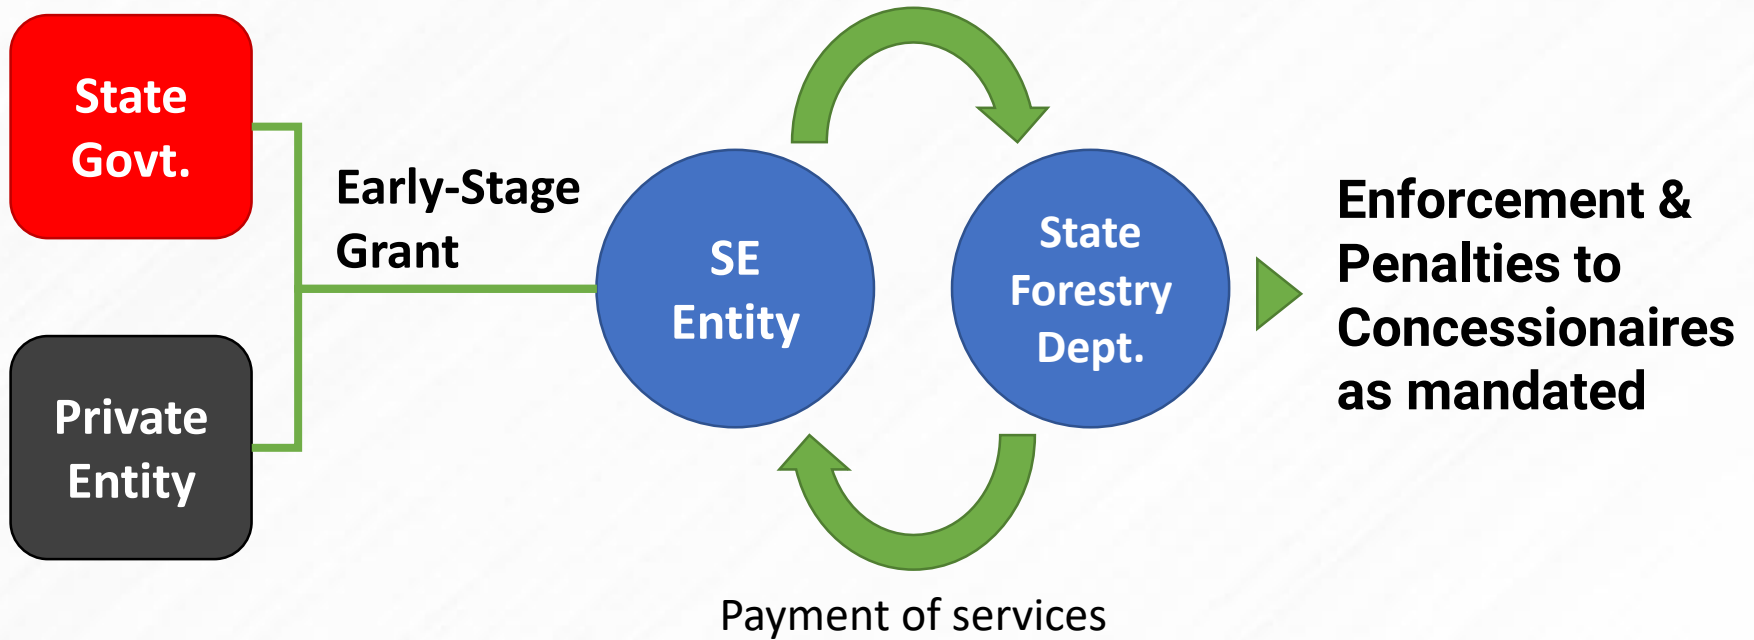 State
Govt.
Early-Stage
Grant
Private
Entity
SE
Entity
State
Forestry
Dept.
Enforcement &
Penalties to
Concessionaires
as mandated
Payment of services